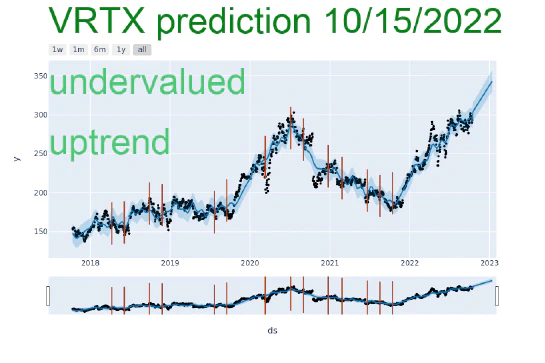 VRTX prediction 10/15/2022
1w 1m 6m 1y all
350
undervalued
300
uptrend
250
y
200
150
2018 2019 2020 2021 2022 2023
ds